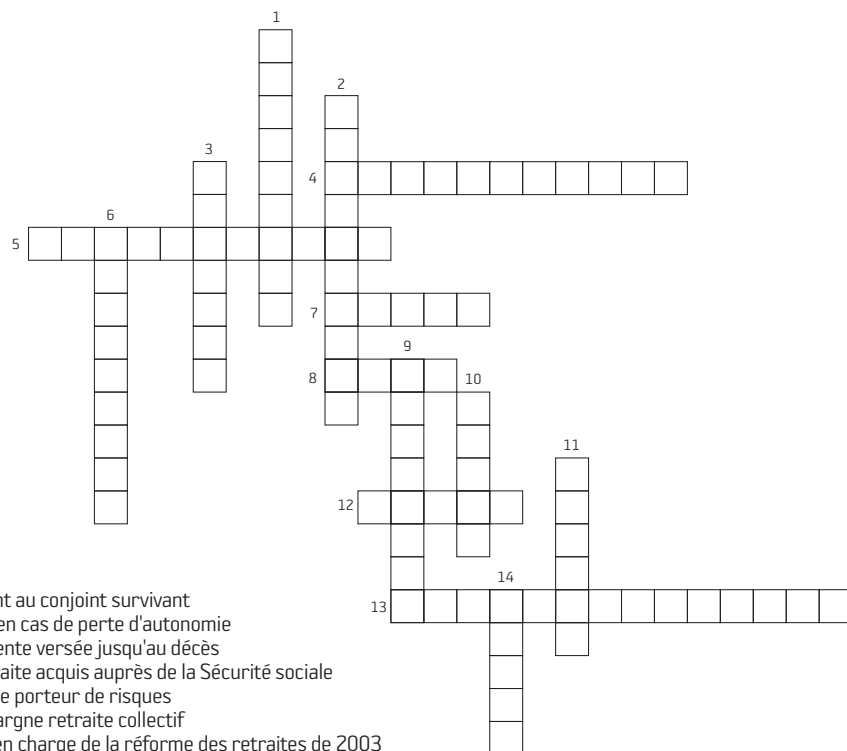 1
2
3
4
6
5
7
9
8
10
11
12
14
13
nt au conjoint survivant
en cas de perte d'autonomie
ente versée jusqu'au décès
raite acquis auprès de la Sécurité sociale
e porteur de risques
argne retraite collectif
en charge de la réforme des retraites de 2003